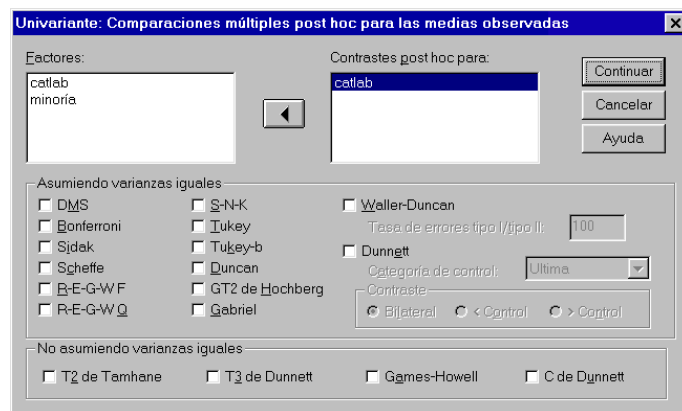 Univariante: Comparaciones múltiples post hoc para las medias observadas
Factores:
catlab
minoría
Contrastes post hoc para:
catlab
Continuar
Cancelar
Ayuda
Asumiendo varianzas iguales
DMS
Bonferroni
Sidak
Scheffe
R-E-G-W F
R-E-G-W Q
S-N-K
Tukey
Tukey-b
Duncan
GT2 de Hochberg
Gabriel
Waller-Duncan
Tasa de errores tipo I/tipo II: 100
Dunnett
Categoría de control: Ultima
Contraste
Bilateral < Control > Control
No asumiendo varianzas iguales
T2 de Tamhane T3 de Dunnett Games-Howell C de Dunnett